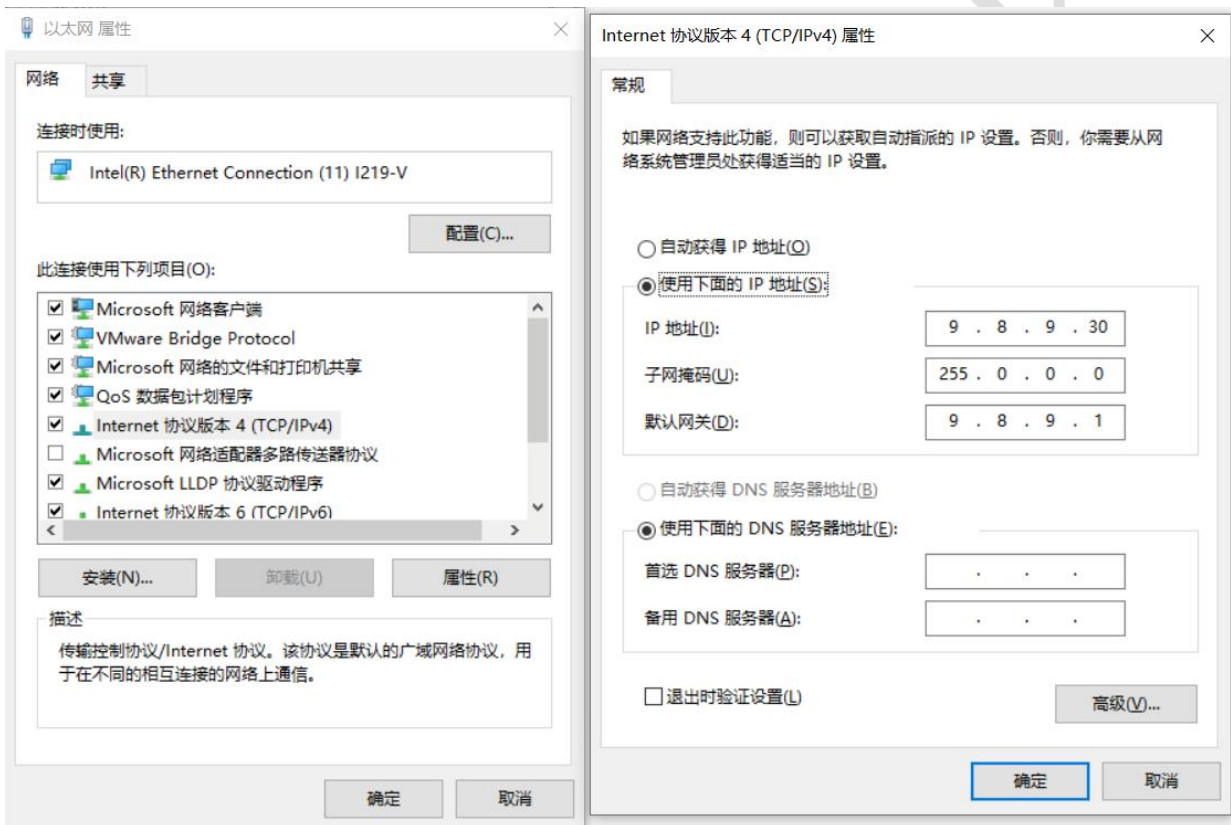 以太网 属性
网络
共享
连接时使用:
Intel(R) Ethernet Connection (11) I219-V
配置(C)...
此连接使用下列项目(O):
Microsoft 网络客户端
VMware Bridge Protocol
Microsoft 网络的文件和打印机共享
QoS 数据包计划程序
Internet 协议版本 4 (TCP/IPv4)
Microsoft 网络适配器多路传送器协议
Microsoft LLDP 协议驱动程序
Internet 协议版本 6 (TCP/IPv6)
安装(N)...
卸载(U)
属性(R)
描述
传输控制协议/Internet 协议。该协议是默认的广域网络协议，用
于在不同的相互连接的网络上通信。
确定
取消
Internet 协议版本 4 (TCP/IPv4) 属性
常规
如果网络支持此功能，则可以获取自动指派的 IP 设置。否则，你需要从网
络系统管理员处获得适当的 IP 设置。
自动获得 IP 地址(O)
使用下面的 IP 地址(S):
IP 地址(I): 9 . 8 . 9 . 30
子网掩码(U): 255 . 0 . 0 . 0
默认网关(D): 9 . 8 . 9 . 1
自动获得 DNS 服务器地址(B)
使用下面的 DNS 服务器地址(E):
首选 DNS 服务器(P): . . .
备用 DNS 服务器(A): . . .
退出时验证设置(L)
高级(V)...
确定
取消